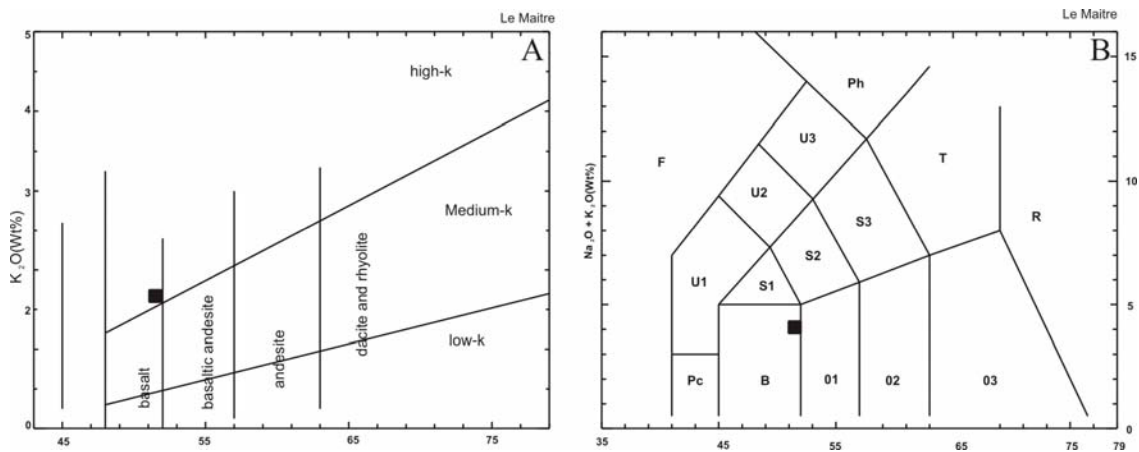 Le Maitre
A
5
4
3
2
0
K₂O(Wt%)
high-k
Medium-k
low-k
basalt
basaltic andesite
andesite
dacite and rhyolite
45 55 65 75
Le Maitre
B
15
10
5
0
Na₂O + K₂O(Wt%)
Ph
U3
F
T
U2
R
S3
S2
U1
S1
Pc B 01 02 03
35 45 55 65 75 79